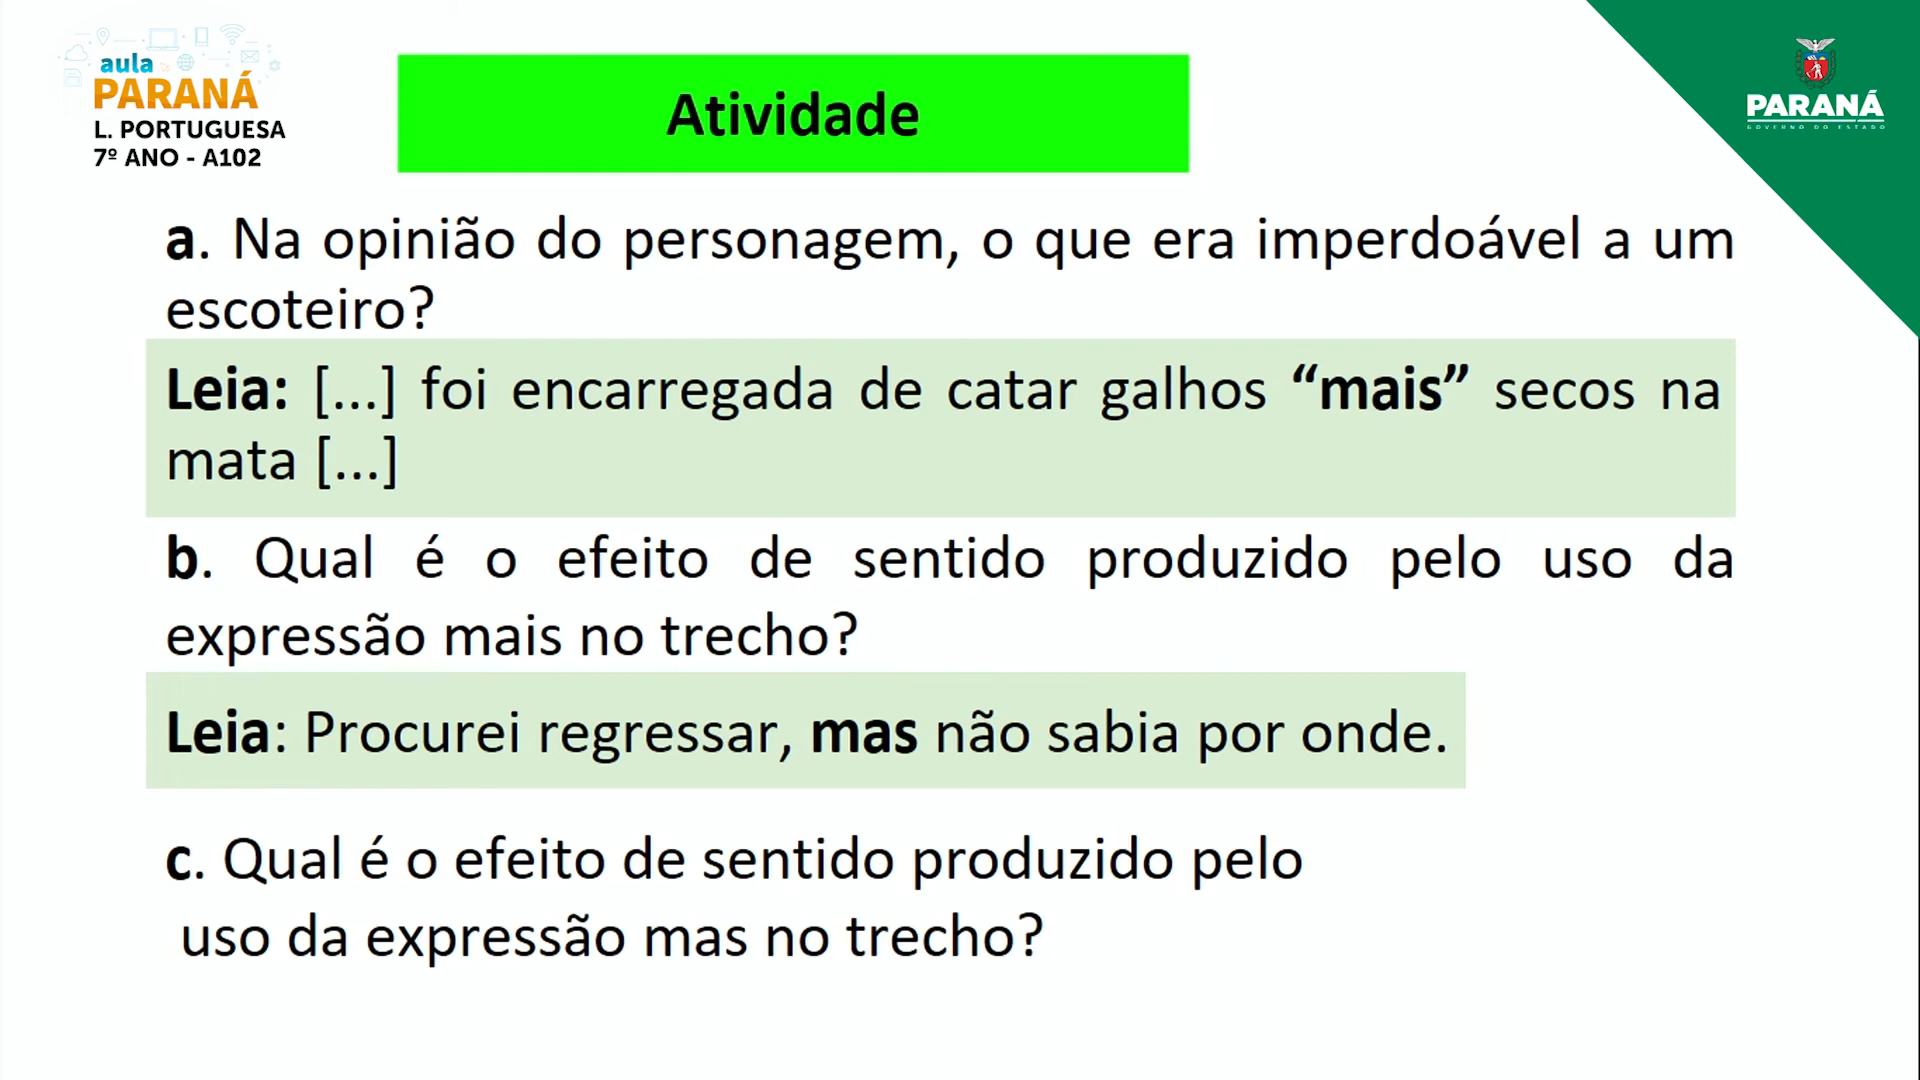 aula
PARANÁ
L. PORTUGUESA
7º ANO - A102
Atividade
PARANÁ
GOVERNO DO ESTADO
a. Na opinião do personagem, o que era imperdoável a um
escoteiro?
Leia: [...] foi encarregada de catar galhos “mais” secos na
mata [...]
b. Qual é o efeito de sentido produzido pelo uso da
expressão mais no trecho?
Leia: Procurei regressar, mas não sabia por onde.
c. Qual é o efeito de sentido produzido pelo
uso da expressão mas no trecho?